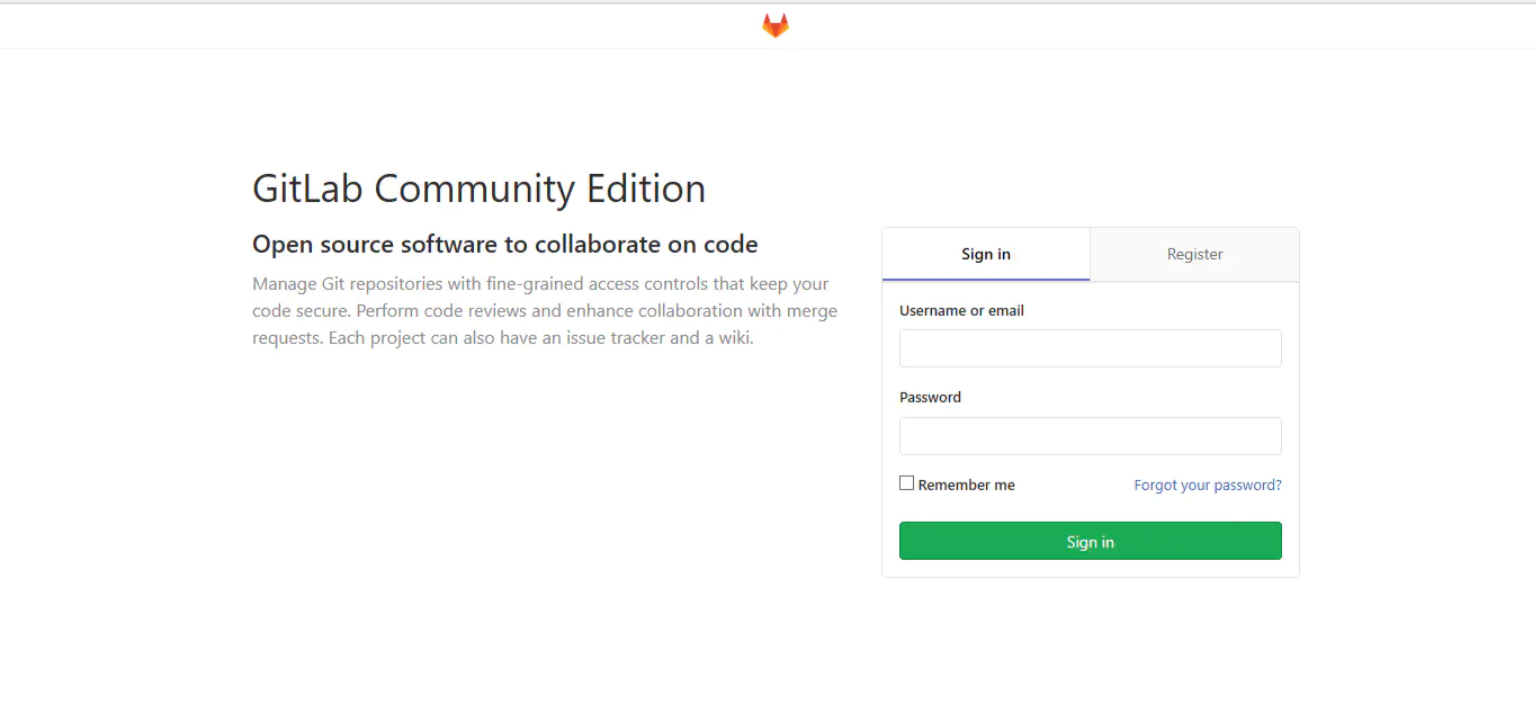 GitLab Community Edition
Open source software to collaborate on code
Manage Git repositories with fine-grained access controls that keep your
code secure. Perform code reviews and enhance collaboration with merge
requests. Each project can also have an issue tracker and a wiki.
Sign in
Register
Username or email
Password
Remember me
Forgot your password?
Sign in